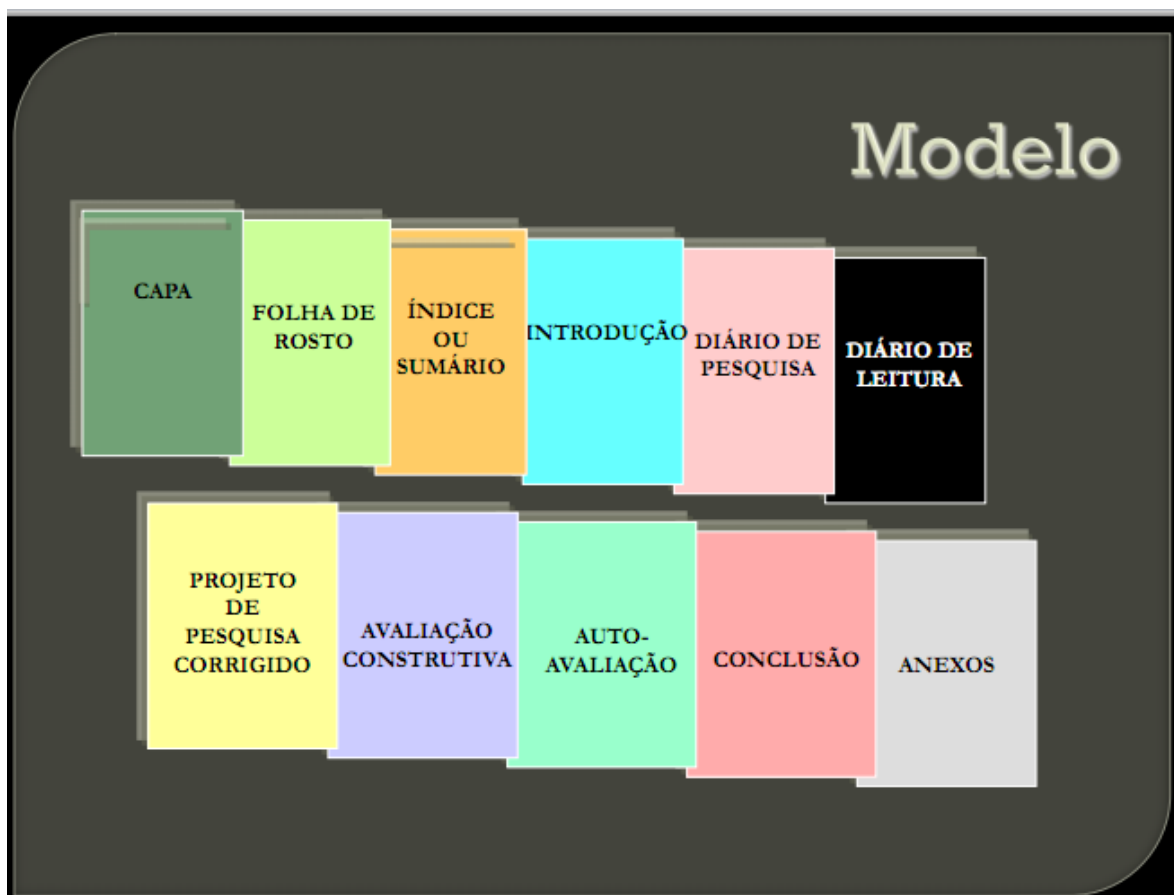 Modelo
CAPA
FOLHA DE
ROSTO
ÍNDICE
OU
SUMÁRIO
INTRODUÇÃO
DIÁRIO DE
PESQUISA
DIÁRIO DE
LEITURA
PROJETO
DE
PESQUISA
CORRIGIDO
AVALIAÇÃO
CONSTRUTIVA
AUTO-
AVALIAÇÃO
CONCLUSÃO
ANEXOS